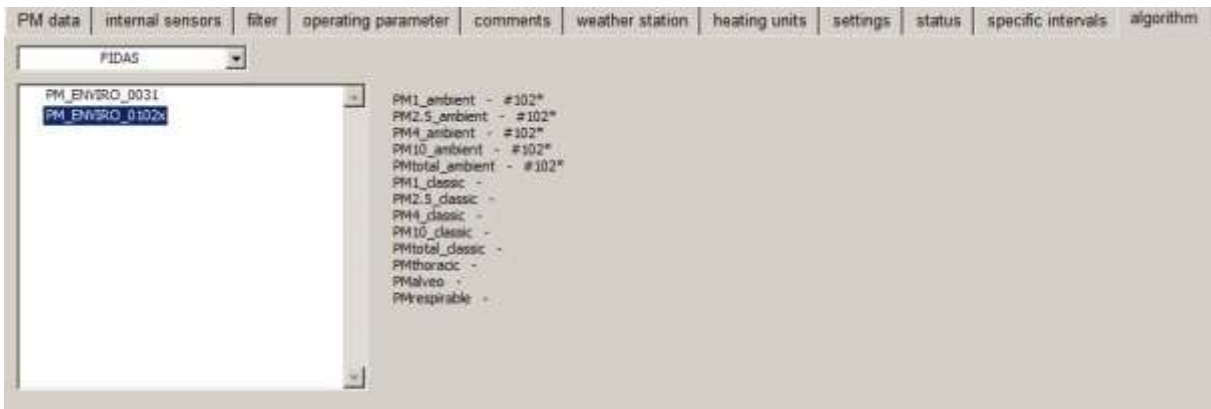 PM data internal sensors filter operating parameter comments weather station heating units settings status specific intervals algorithm
FIDAS
PM_ENVIRO_0031
PM_ENVIRO_0102x
PM1_ambient - #102*
PM2.5_ambient - #102*
PM4_ambient - #102*
PM10_ambient - #102*
PMtotal_ambient - #102*
PM1_classic -
PM2.5_classic -
PM4_classic -
PM10_classic -
PMtotal_classic -
PMthoracic -
PMalveo -
PMrespirable -